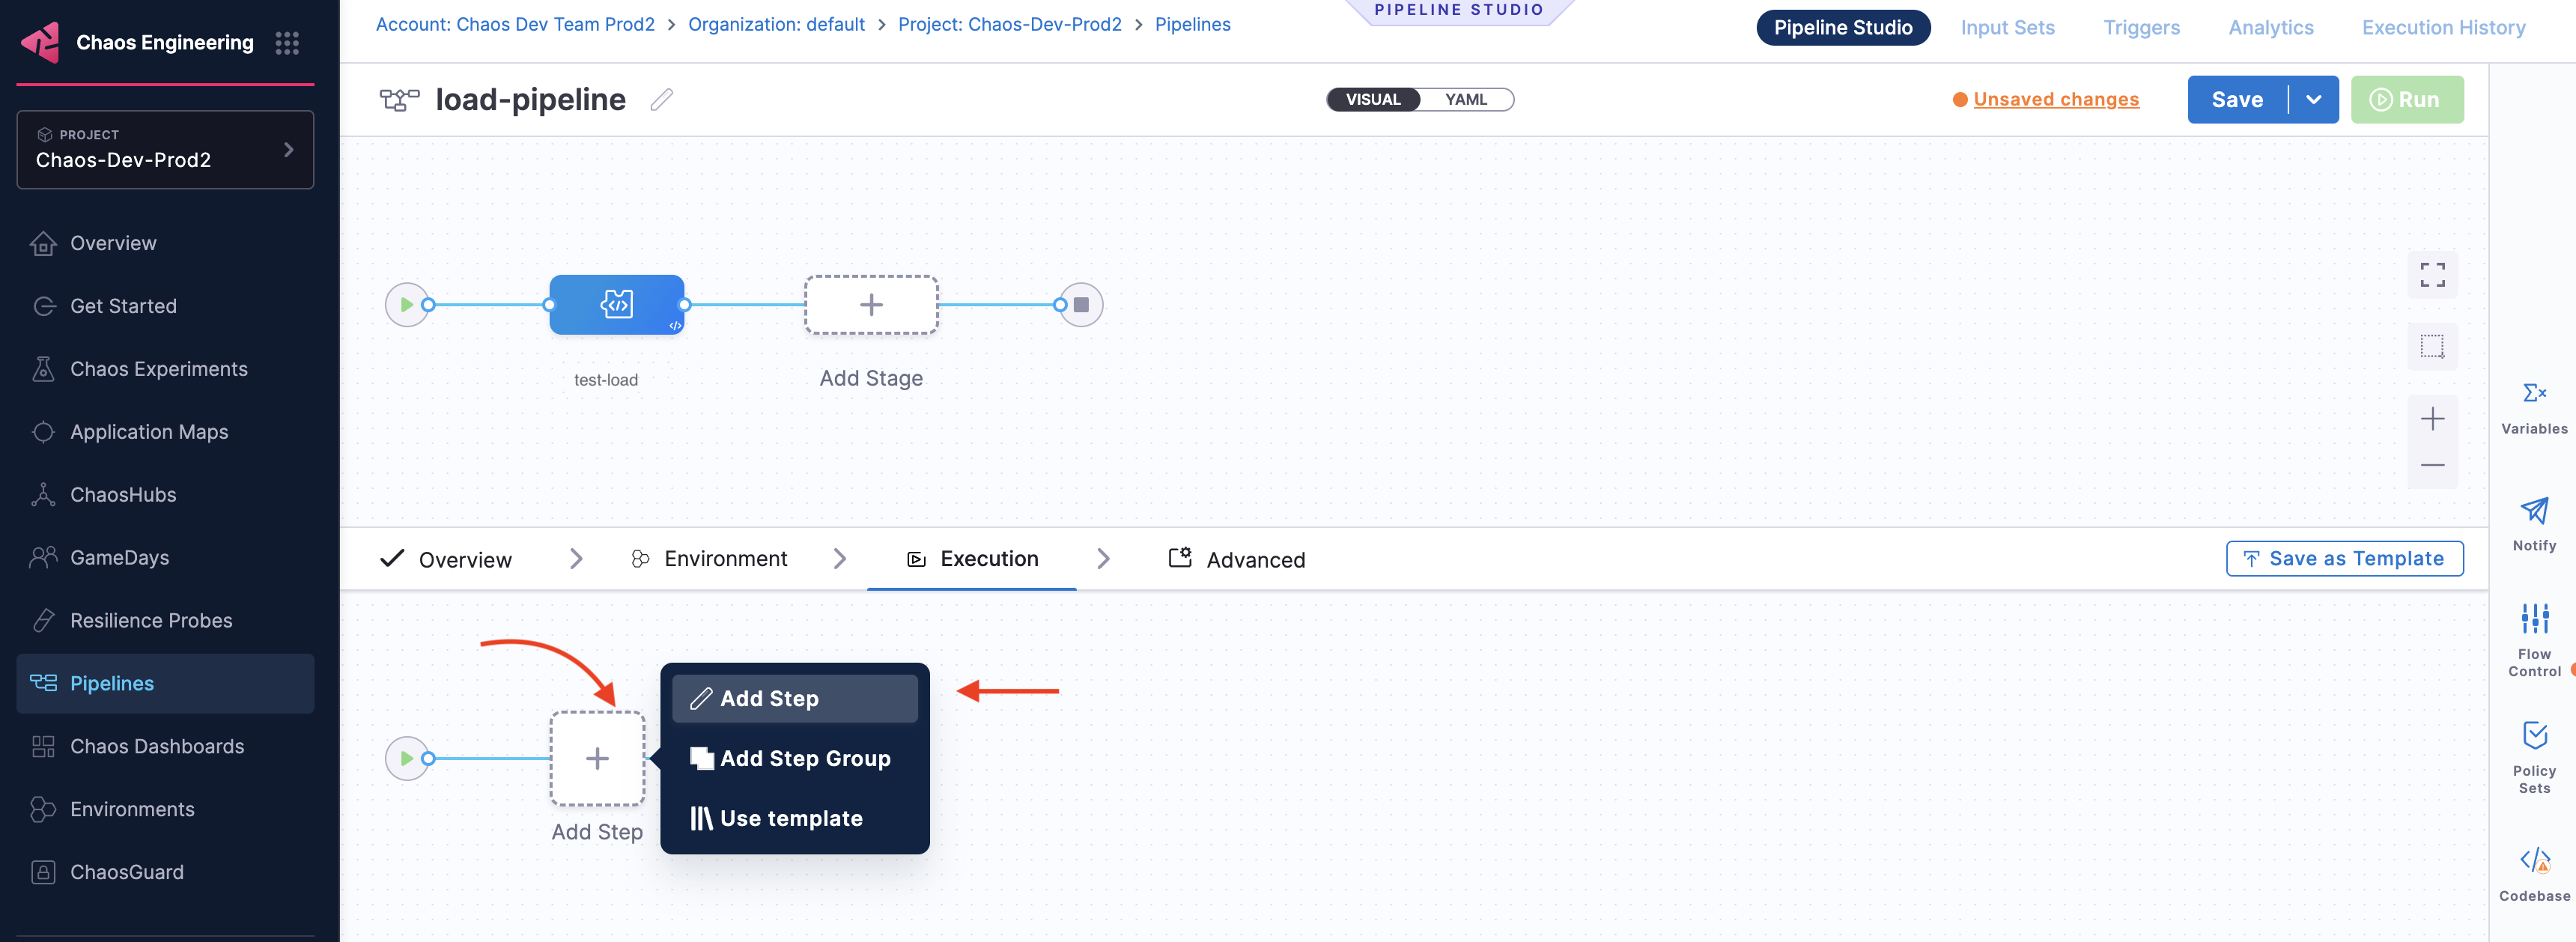 Chaos Engineering
PROJECT
Chaos-Dev-Prod2
Overview
Get Started
Chaos Experiments
Application Maps
ChaosHubs
GameDays
Resilience Probes
Pipelines
Chaos Dashboards
Environments
ChaosGuard
Account: Chaos Dev Team Prod2 > Organization: default > Project: Chaos-Dev-Prod2 > Pipelines
PIPELINE STUDIO
Pipeline Studio Input Sets Triggers Analytics Execution History
load-pipeline
VISUAL YAML
Unsaved changes
Save
Run
test-load
Add Stage
Overview > Environment > Execution > Advanced
Save as Template
Add Step
Add Step
Add Step Group
Use template
Variables
Notify
Flow
Control
Policy
Sets
Codebase